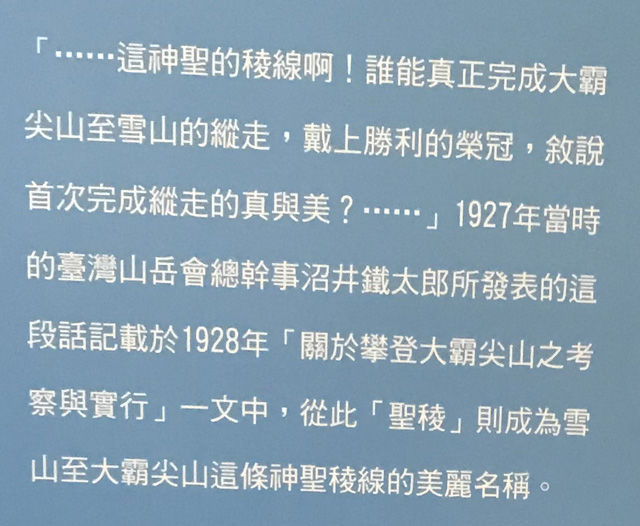 「……這神聖的稜線啊！誰能真正完成大霸
尖山至雪山的縱走，戴上勝利的榮冠，敘說
首次完成縱走的真與美？……」1927年當時
的臺灣山岳會總幹事沼井鐵太郎所發表的這
段話記載於1928年「關於攀登大霸尖山之考
察與實行」一文中，從此「聖稜」則成為雪
山至大霸尖山這條神聖稜線的美麗名稱。